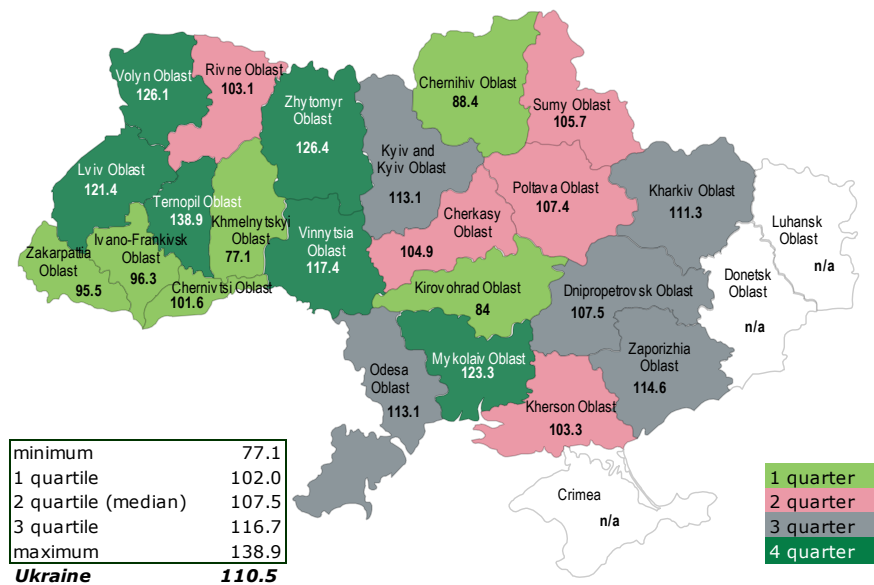 Volyn Oblast
126.1
Rivne Oblast
103.1
Zhytomyr
Oblast
126.4
Kyiv and
Kyiv Oblast
113.1
Chernihiv Oblast
88.4
Sumy Oblast
105.7
Lviv Oblast
121.4
Ternopil Oblast
138.9
Khmelnytskyi
Oblast
77.1
Vinnytsia
Oblast
117.4
Cherkasy
Oblast
104.9
Poltava Oblast
107.4
Kharkiv Oblast
111.3
Luhansk
Oblast
n/a
Donetsk
Oblast
n/a
Zakarpattia
Oblast
95.5
Ivano-Frankivsk
Oblast
96.3
Chernivtsi Oblast
101.6
Kirovohrad Oblast
84
Dnipropetrovsk Oblast
107.5
Zaporizhia
Oblast
114.6
Odesa
Oblast
113.1
Mykolaiv Oblast
123.3
Kherson Oblast
103.3
Crimea
n/a
minimum 77.1
1 quartile 102.0
2 quartile (median) 107.5
3 quartile 116.7
maximum 138.9
Ukraine 110.5
1 quarter
2 quarter
3 quarter
4 quarter